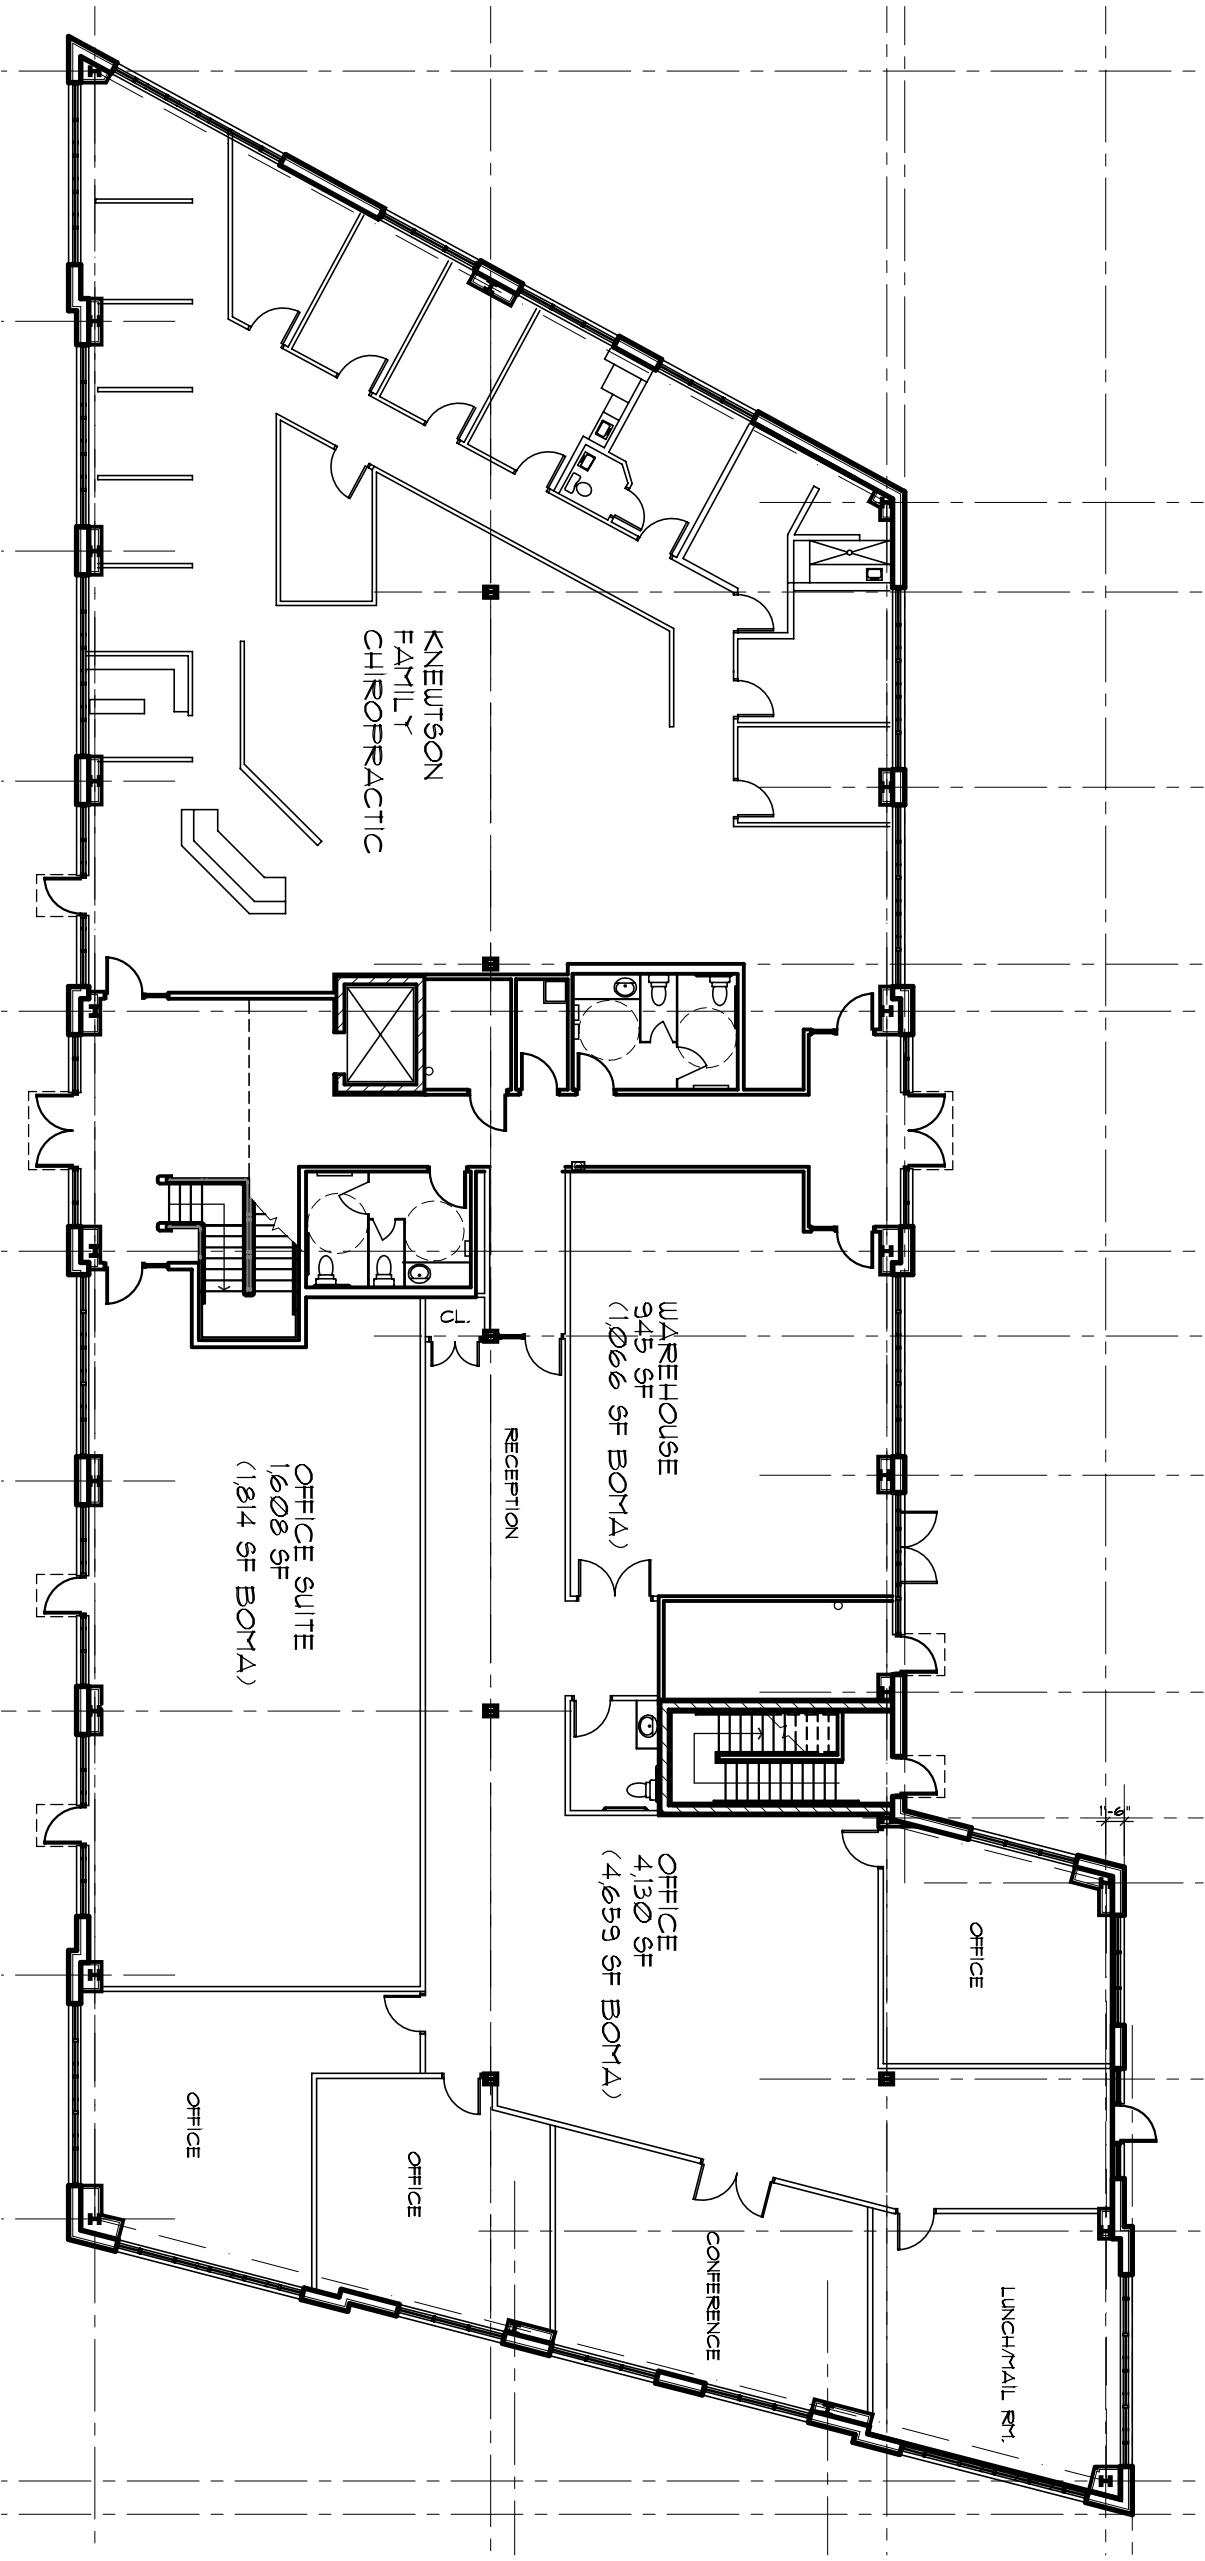 KNEWTSON
FAMILY
CHIROPRACTIC
CL.
RECEPTION
WAREHOUSE
945 SF
(1,066 SF BOMA)
OFFICE SUITE
1,608 SF
(1,814 SF BOMA)
1'-6"
OFFICE
4,130 SF
(4,659 SF BOMA)
OFFICE
OFFICE
OFFICE
CONFERENCE
LUNCH/MAIL RM.